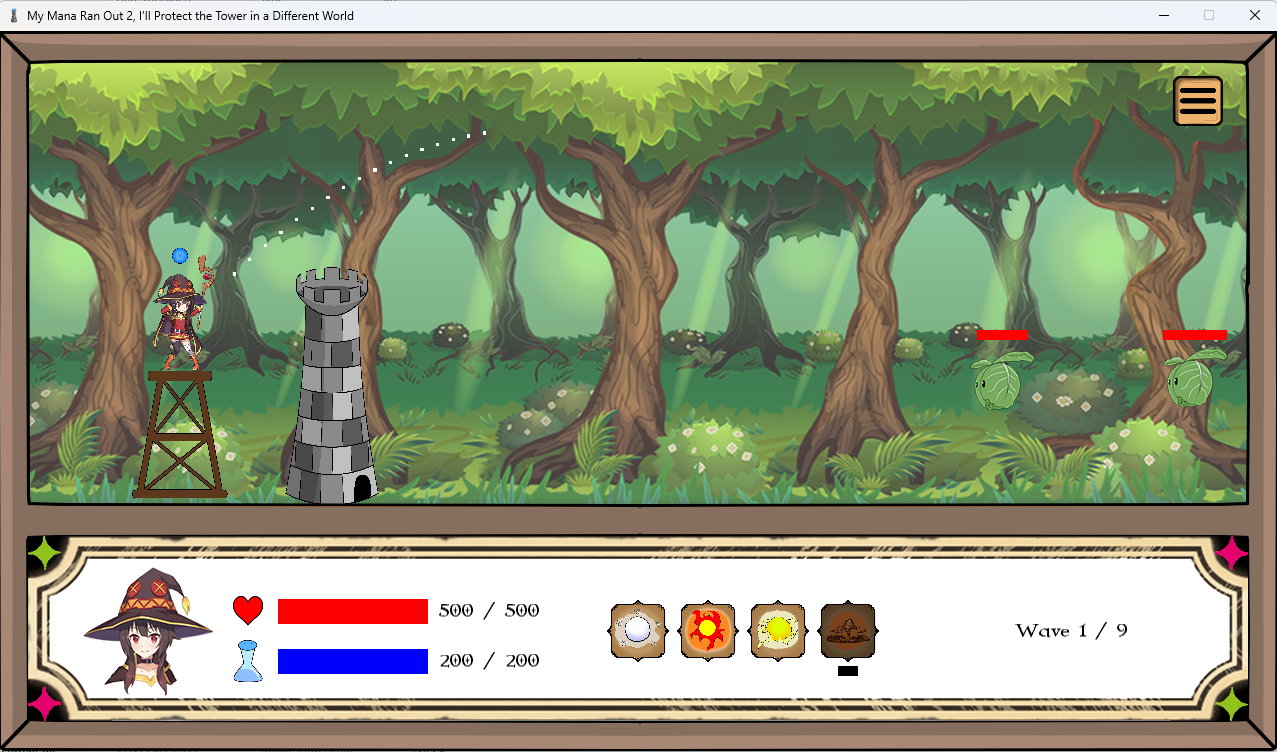 My Mana Ran Out 2, I'll Protect the Tower in a Different World
500 / 500
200 / 200
Wave 1 / 9